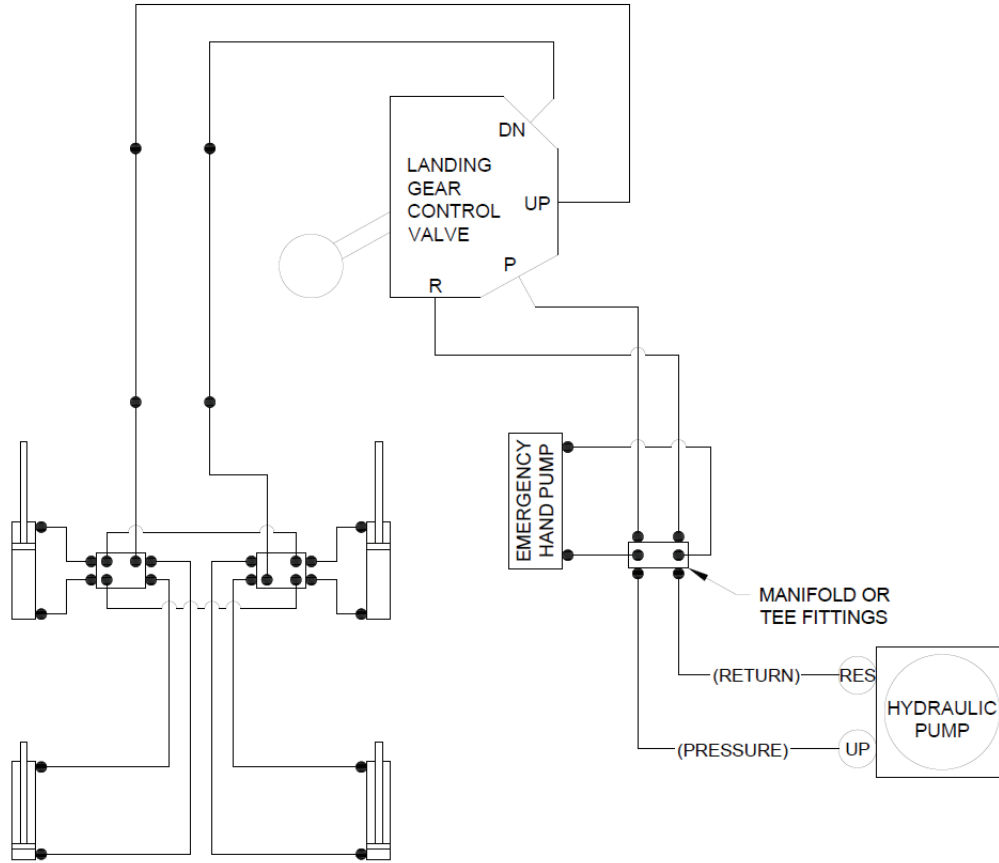 DN
LANDING
GEAR
CONTROL
VALVE
UP
P
R
EMERGENCY
HAND PUMP
MANIFOLD OR
TEE FITTINGS
(RETURN)
RES
HYDRAULIC
PUMP
(PRESSURE)
UP